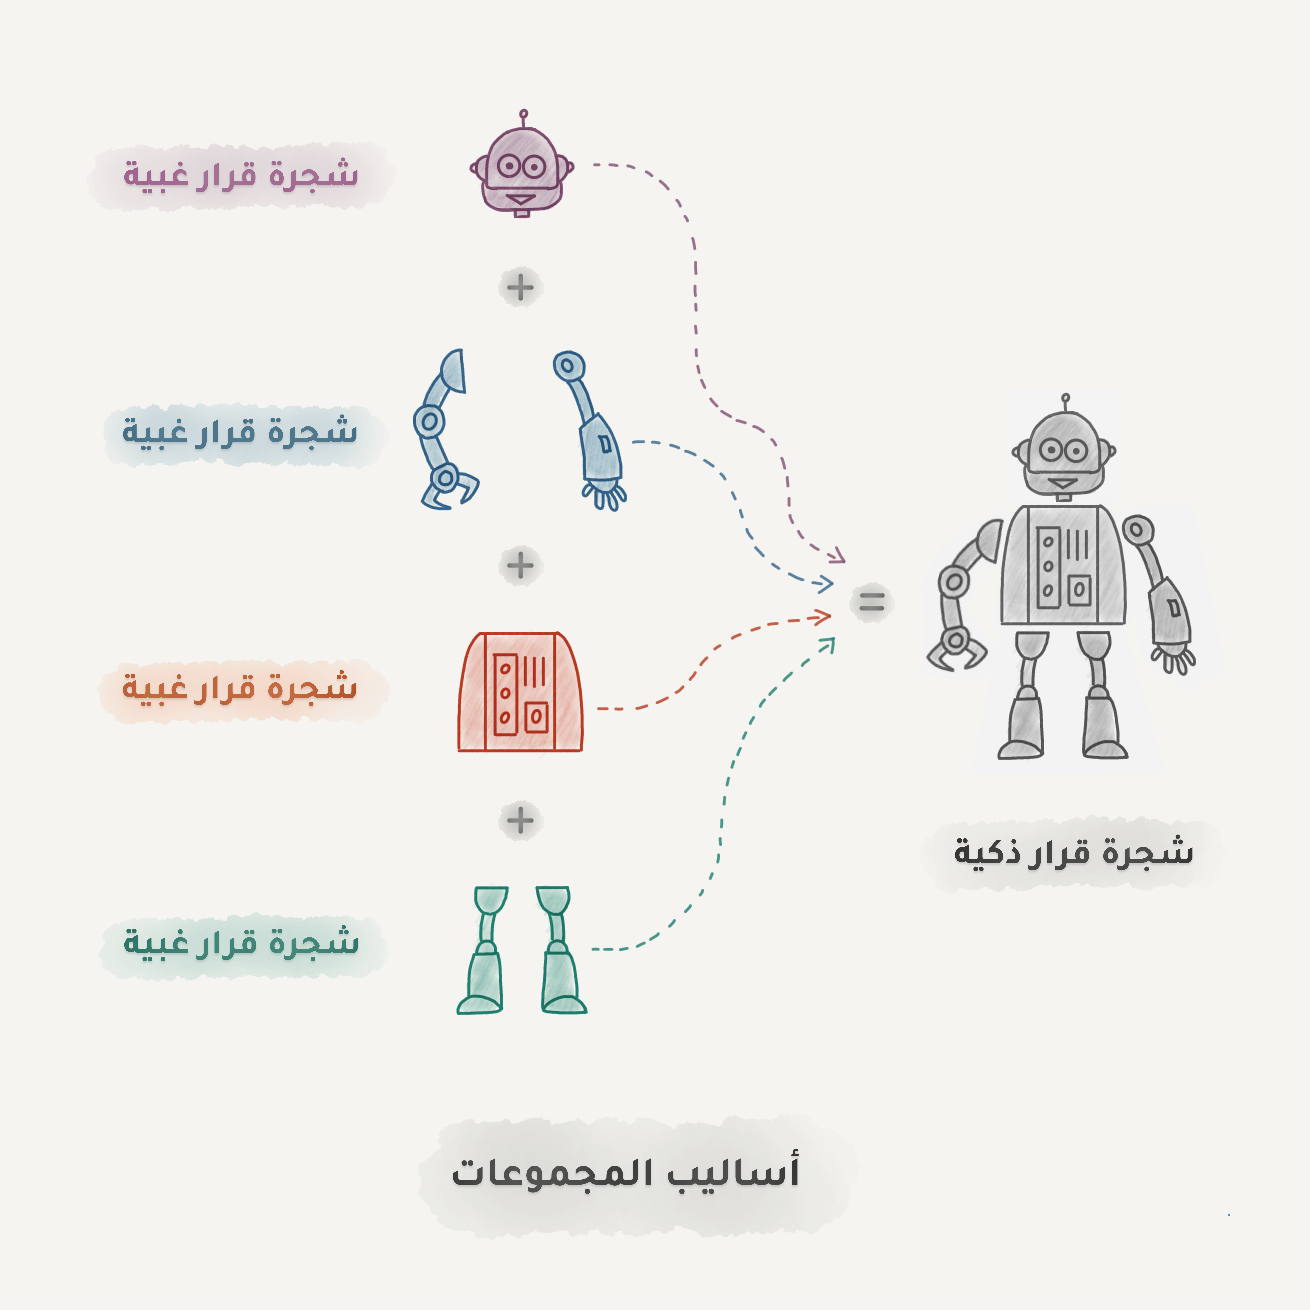 شجرة قرار غبية
+
شجرة قرار غبية
+
شجرة قرار غبية
+
شجرة قرار غبية
=
شجرة قرار ذكية
أساليب المجموعات